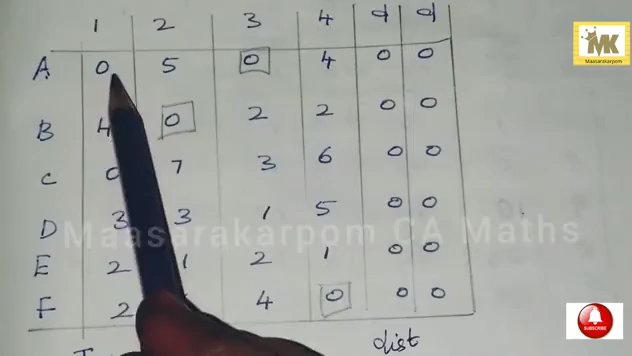 1 2 3 4 d d
A 0 5 0 4 0 0
B 4 0 2 2 0 0
C 0 7 3 6 0 0
D 3 3 1 5 0 0
E 2 1 2 1 0 0
F 2 4 0 0 0
dist
Maasarakarpom CA Maths
MK
Maasarakarpom
SUBSCRIBE